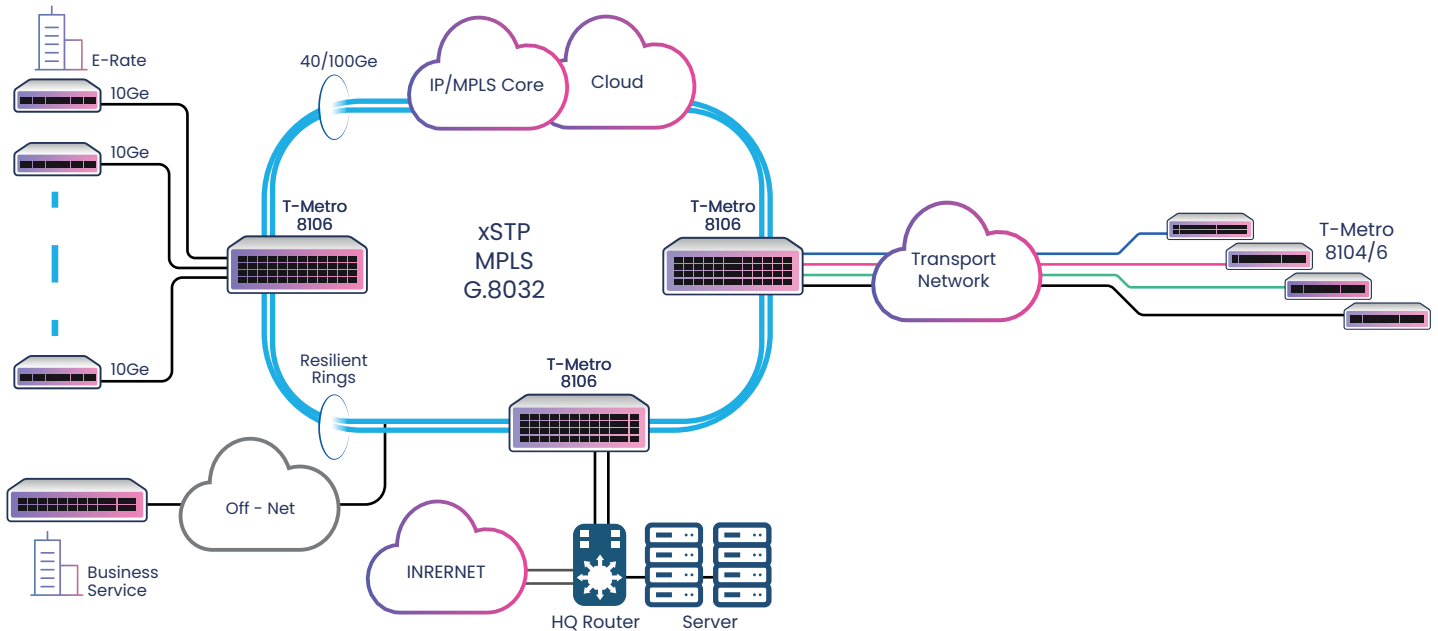 E-Rate
10Ge
10Ge
10Ge
40/100Ge
IP/MPLS Core
Cloud
T-Metro
8106
xSTP
MPLS
G.8032
T-Metro
8106
Transport
Network
T-Metro
8104/6
Resilient
Rings
T-Metro
8106
Off - Net
Business
Service
INRERNET
HQ Router
Server